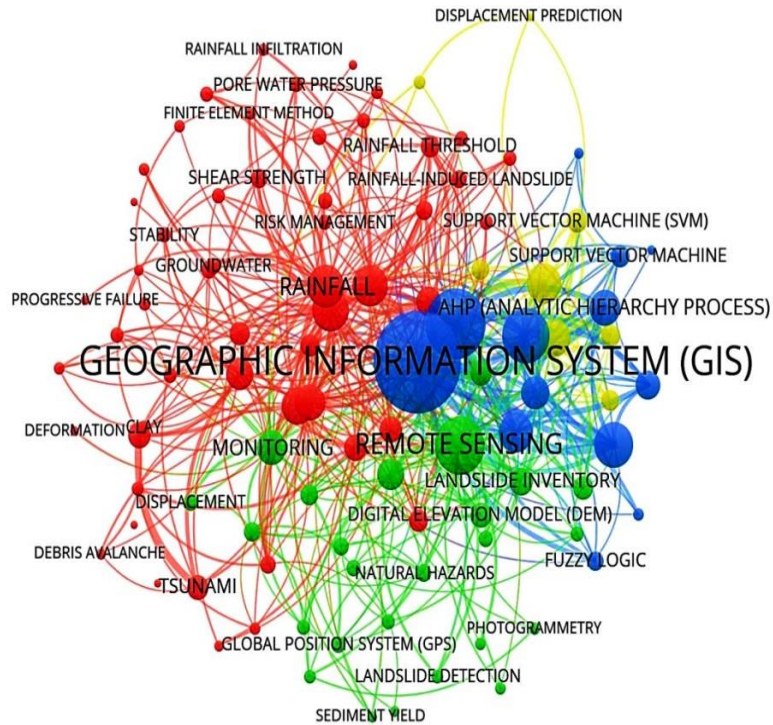 DISPLACEMENT PREDICTION
RAINFALL INFILTRATION
PORE WATER PRESSURE
FINITE ELEMENT METHOD
RAINFALL THRESHOLD
SHEAR STRENGTH
RAINFALL-INDUCED LANDSLIDE
RISK MANAGEMENT
SUPPORT VECTOR MACHINE (SVM)
STABILITY
SUPPORT VECTOR MACHINE
GROUNDWATER
RAINFALL
PROGRESSIVE FAILURE
AHP (ANALYTIC HIERARCHY PROCESS)
GEOGRAPHIC INFORMATION SYSTEM (GIS)
DEFORMATION
CLAY
MONITORING
REMOTE SENSING
LANDSLIDE INVENTORY
DISPLACEMENT
DIGITAL ELEVATION MODEL (DEM)
DEBRIS AVALANCHE
FUZZY LOGIC
NATURAL HAZARDS
TSUNAMI
PHOTOGRAMMETRY
GLOBAL POSITION SYSTEM (GPS)
LANDSLIDE DETECTION
SEDIMENT YIELD